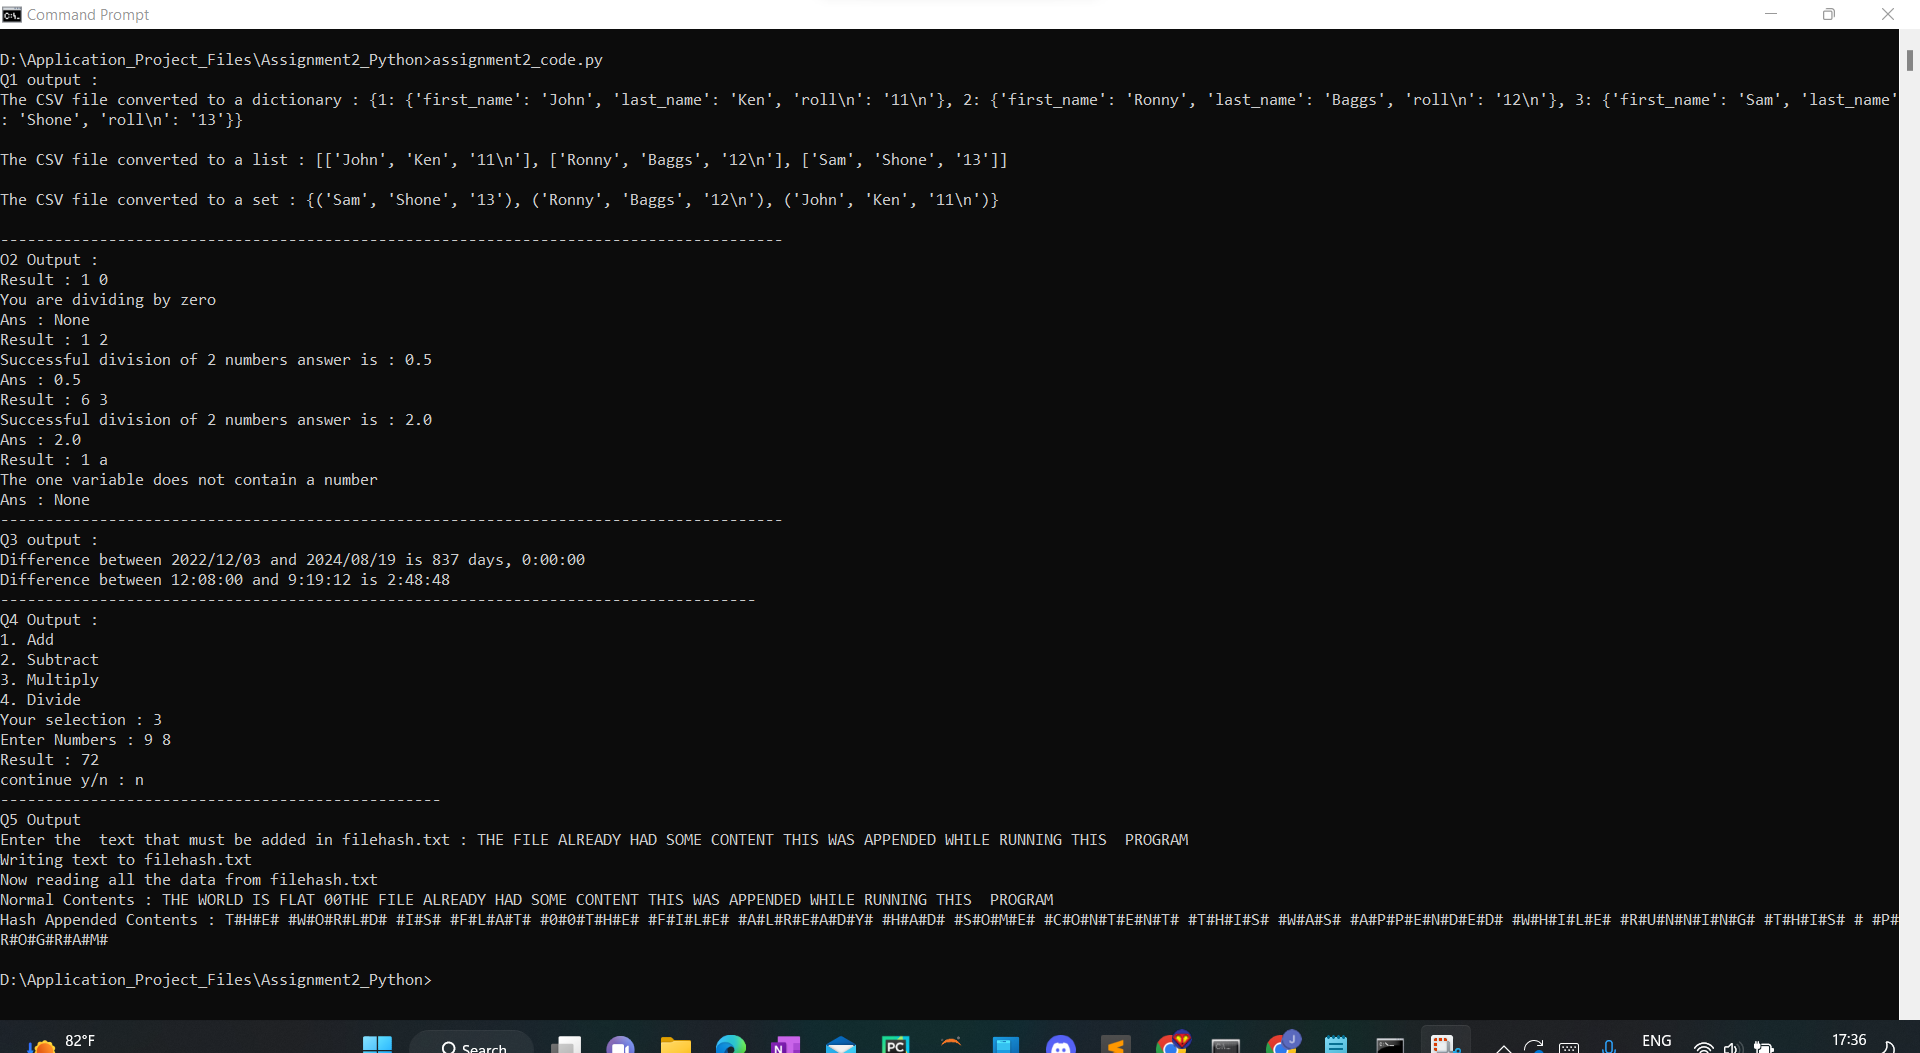 Command Prompt
D:\Application_Project_Files\Assignment2_Python>assignment2_code.py
Q1 output :
The CSV file converted to a dictionary : {1: {'first_name': 'John', 'last_name': 'Ken', 'roll\n': '11\n'}, 2: {'first_name': 'Ronny', 'last_name': 'Baggs', 'roll\n': '12\n'}, 3: {'first_name': 'Sam', 'last_name'
: 'Shone', 'roll\n': '13'}}
The CSV file converted to a list : [['John', 'Ken', '11\n'], ['Ronny', 'Baggs', '12\n'], ['Sam', 'Shone', '13']]
The CSV file converted to a set : {('Sam', 'Shone', '13'), ('Ronny', 'Baggs', '12\n'), ('John', 'Ken', '11\n')}
---------------------------------------------------------------------------------------
O2 Output :
Result : 1 0
You are dividing by zero
Ans : None
Result : 1 2
Successful division of 2 numbers answer is : 0.5
Ans : 0.5
Result : 6 3
Successful division of 2 numbers answer is : 2.0
Ans : 2.0
Result : 1 a
The one variable does not contain a number
Ans : None
---------------------------------------------------------------------------------------
Q3 output :
Difference between 2022/12/03 and 2024/08/19 is 837 days, 0:00:00
Difference between 12:08:00 and 9:19:12 is 2:48:48
------------------------------------------------------------------------------------
Q4 Output :
1. Add
2. Subtract
3. Multiply
4. Divide
Your selection : 3
Enter Numbers : 9 8
Result : 72
continue y/n : n
-------------------------------------------------
Q5 Output
Enter the  text that must be added in filehash.txt : THE FILE ALREADY HAD SOME CONTENT THIS WAS APPENDED WHILE RUNNING THIS  PROGRAM
Writing text to filehash.txt
Now reading all the data from filehash.txt
Normal Contents : THE WORLD IS FLAT 00THE FILE ALREADY HAD SOME CONTENT THIS WAS APPENDED WHILE RUNNING THIS  PROGRAM
Hash Appended Contents : T#H#E# #W#O#R#L#D# #I#S# #F#L#A#T# #0#0#T#H#E# #F#I#L#E# #A#L#R#E#A#D#Y# #H#A#D# #S#O#M#E# #C#O#N#T#E#N#T# #T#H#I#S# #W#A#S# #A#P#P#E#N#D#E#D# #W#H#I#L#E# #R#U#N#N#I#N#G# #T#H#I#S# # #P#
R#O#G#R#A#M#
D:\Application_Project_Files\Assignment2_Python>
82°F
Search
N
PC
J
ENG
17:36